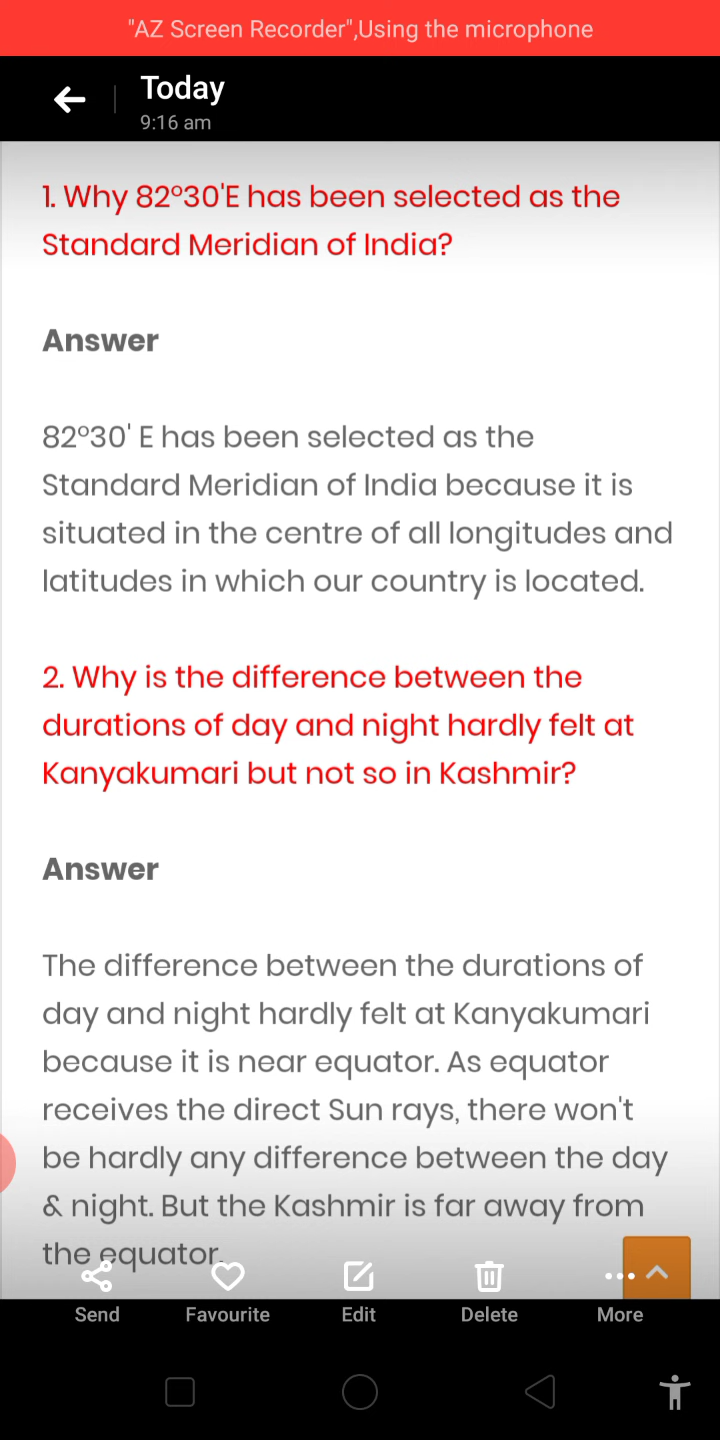 "AZ Screen Recorder",Using the microphone
Today
9:16 am
1. Why 82º30'E has been selected as the
Standard Meridian of India?
Answer
82º30' E has been selected as the
Standard Meridian of India because it is
situated in the centre of all longitudes and
latitudes in which our country is located.
2. Why is the difference between the
durations of day and night hardly felt at
Kanyakumari but not so in Kashmir?
Answer
The difference between the durations of
day and night hardly felt at Kanyakumari
because it is near equator. As equator
receives the direct Sun rays, there won't
be hardly any difference between the day
& night. But the Kashmir is far away from
the equator.
Send Favourite Edit Delete More